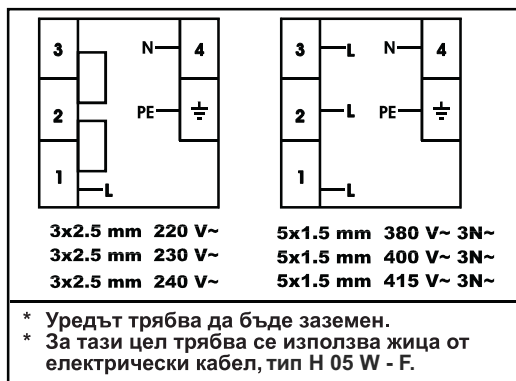 3
N
4
2
PE
1
L
3
L
N
4
2
L
PE
1
L
3x2.5 mm 220 V~
3x2.5 mm 230 V~
3x2.5 mm 240 V~
5x1.5 mm 380 V~ 3N~
5x1.5 mm 400 V~ 3N~
5x1.5 mm 415 V~ 3N~
* Уредът трябва да бъде заземен.
* За тази цел трябва се използва жица от
електрически кабел, тип H 05 W - F.